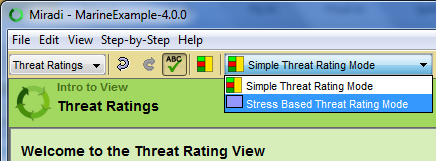 Miradi - MarineExample-4.0.0
File Edit View Step-by-Step Help
Threat Ratings ABC Simple Threat Rating Mode
Simple Threat Rating Mode
Stress Based Threat Rating Mode
Intro to View
Threat Ratings
Welcome to the Threat Rating View